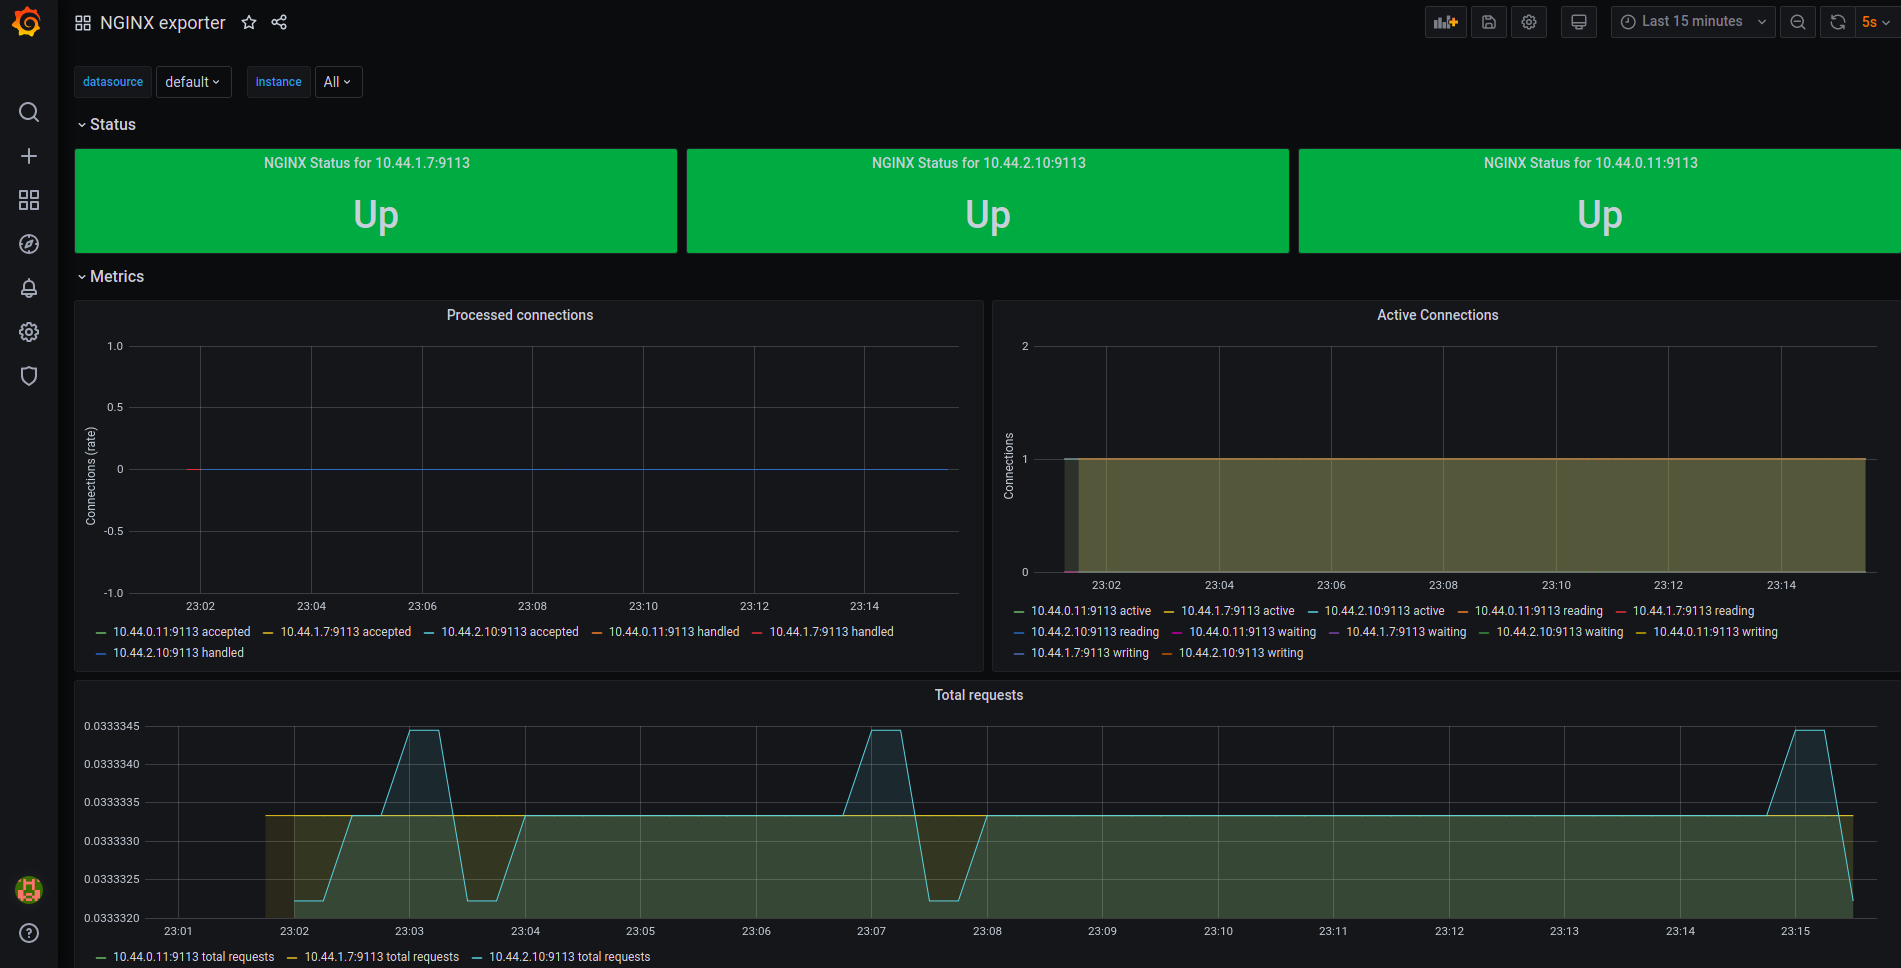 NGINX exporter
Last 15 minutes
5s
datasource default instance All
Status
NGINX Status for 10.44.1.7:9113
Up
NGINX Status for 10.44.2.10:9113
Up
NGINX Status for 10.44.0.11:9113
Up
Metrics
Processed connections
Connections (rate)
1.0
0.5
0
-0.5
-1.0
23:02 23:04 23:06 23:08 23:10 23:12 23:14
10.44.0.11:9113 accepted 10.44.1.7:9113 accepted 10.44.2.10:9113 accepted 10.44.0.11:9113 handled 10.44.1.7:9113 handled
10.44.2.10:9113 handled
Active Connections
Connections
2
1
0
23:02 23:04 23:06 23:08 23:10 23:12 23:14
10.44.0.11:9113 active 10.44.1.7:9113 active 10.44.2.10:9113 active 10.44.0.11:9113 reading 10.44.1.7:9113 reading
10.44.2.10:9113 reading 10.44.0.11:9113 waiting 10.44.1.7:9113 waiting 10.44.2.10:9113 waiting 10.44.0.11:9113 writing
10.44.1.7:9113 writing 10.44.2.10:9113 writing
Total requests
0.0333345
0.0333340
0.0333335
0.0333330
0.0333325
0.0333320
23:01 23:02 23:03 23:04 23:05 23:06 23:07 23:08 23:09 23:10 23:11 23:12 23:13 23:14 23:15
10.44.0.11:9113 total requests 10.44.1.7:9113 total requests 10.44.2.10:9113 total requests